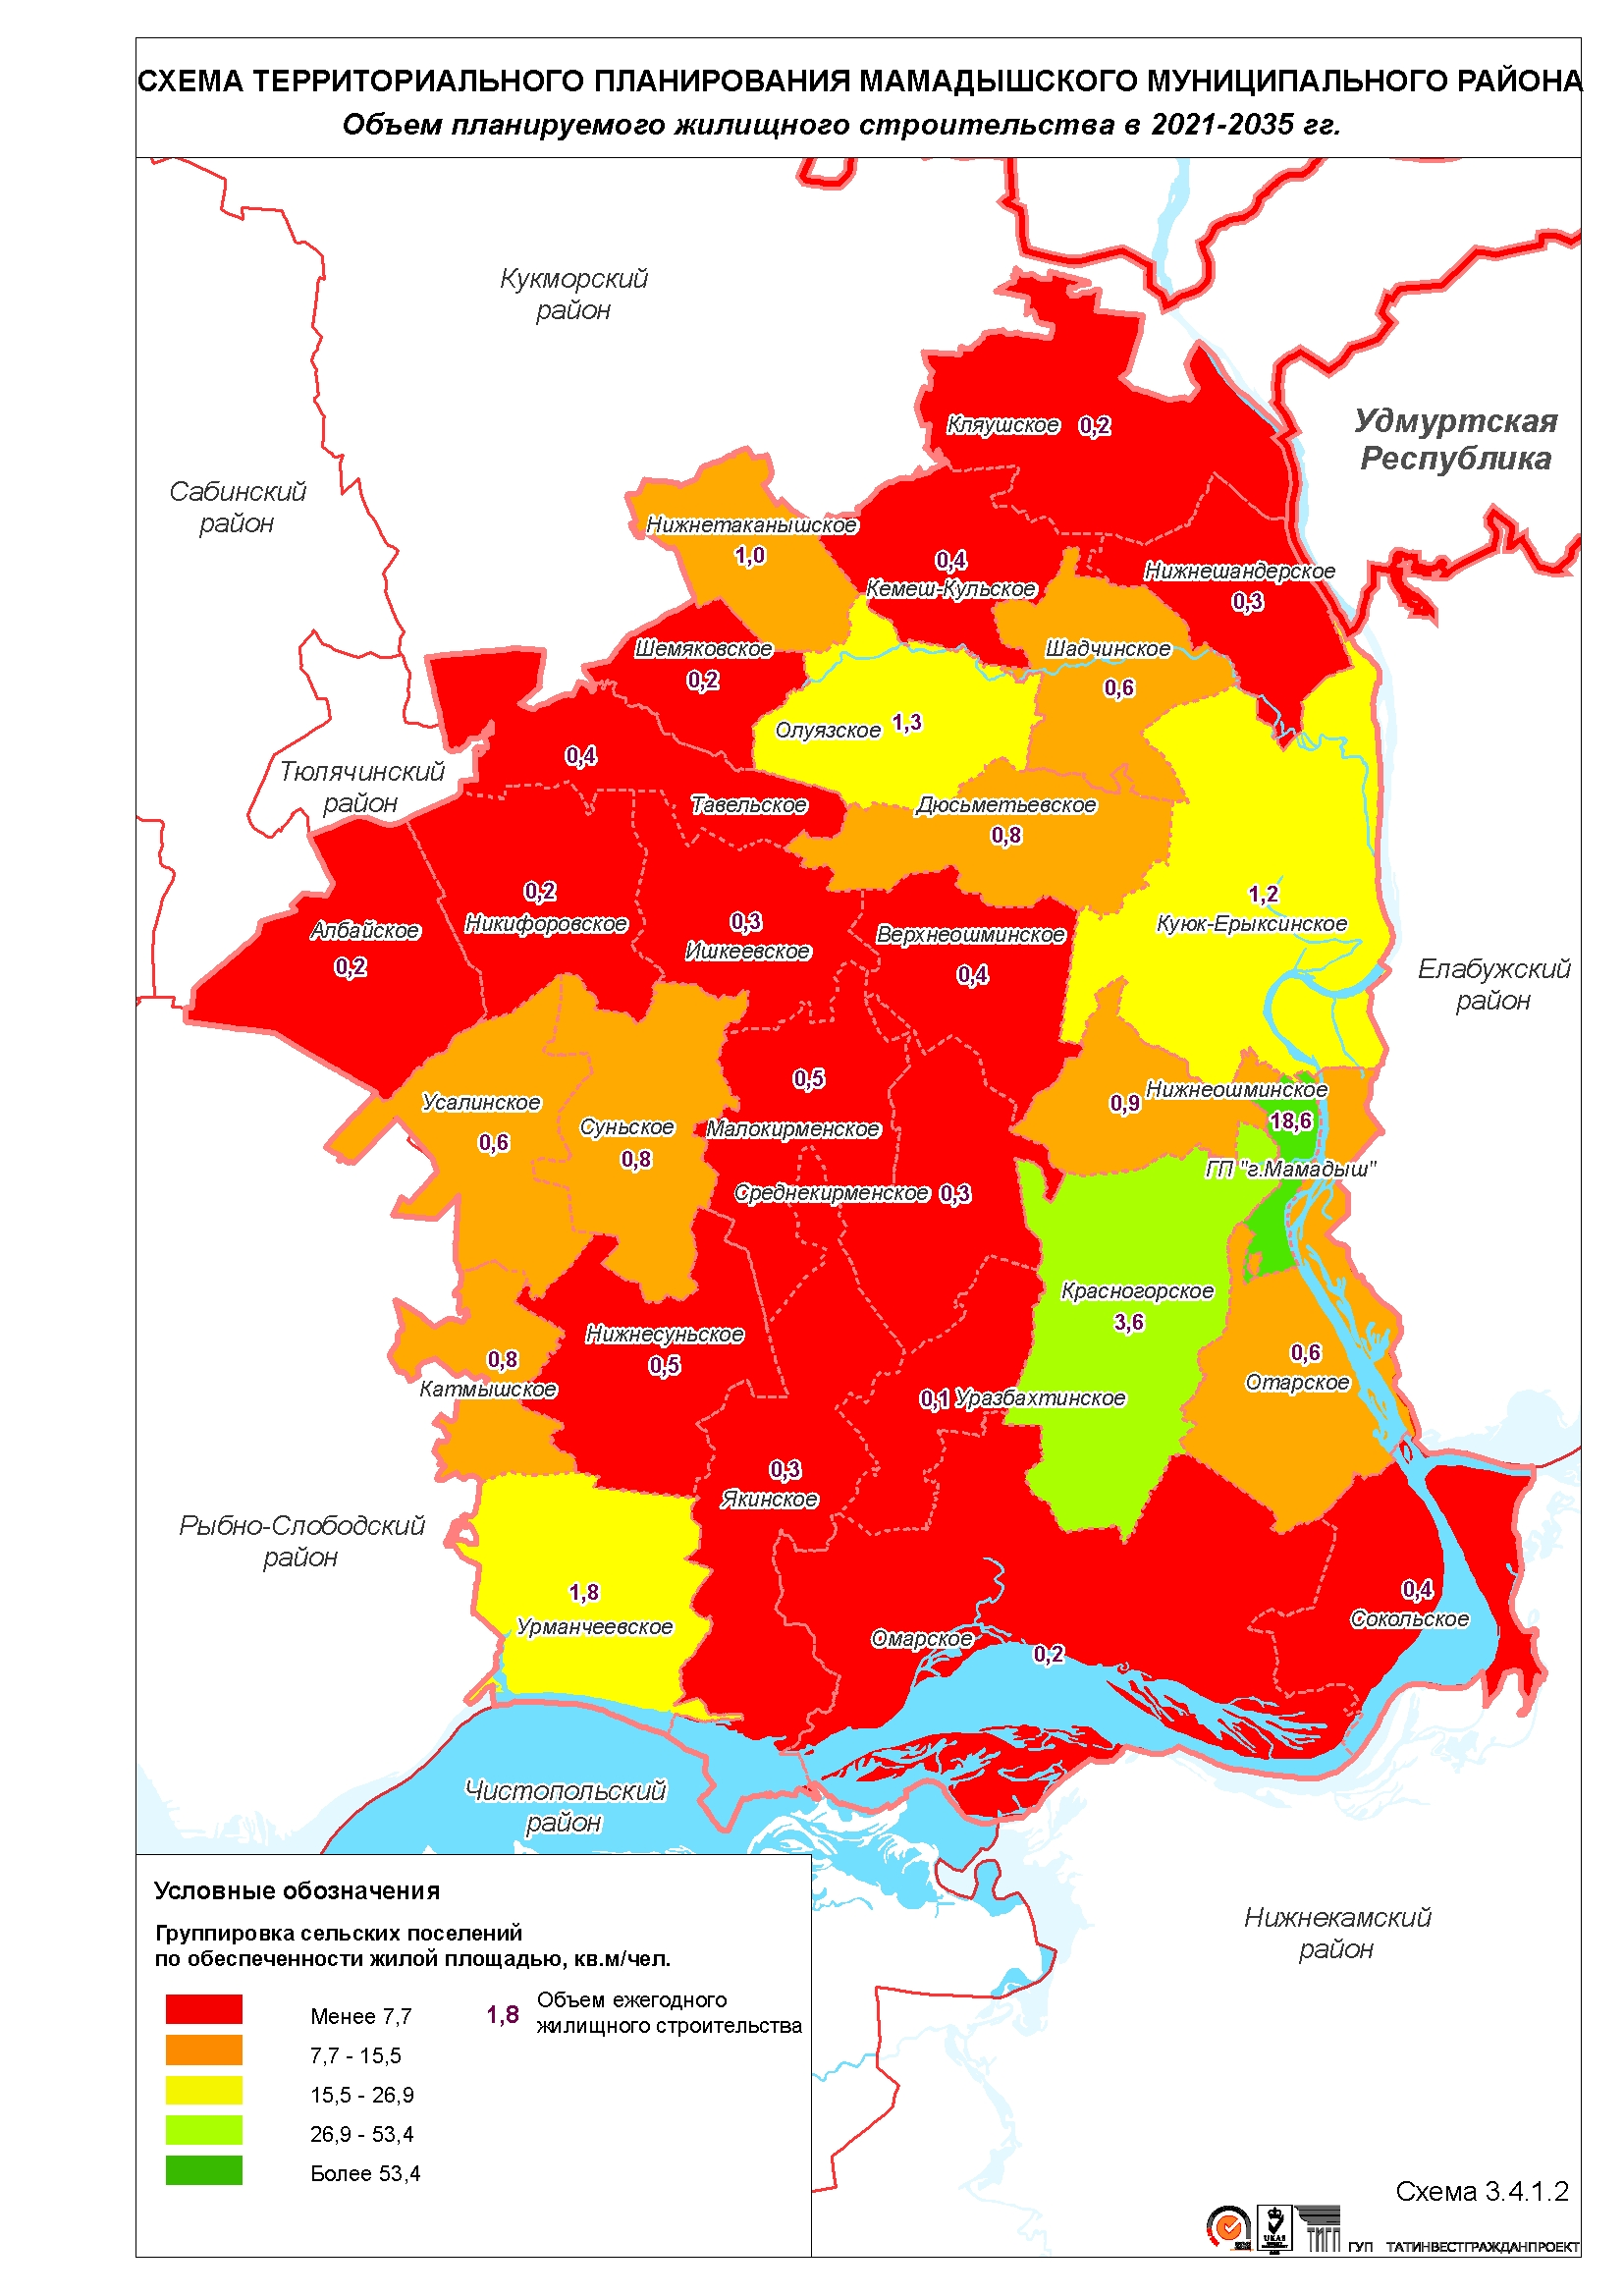 СХЕМА ТЕРРИТОРИАЛЬНОГО ПЛАНИРОВАНИЯ МАМАДЫШСКОГО МУНИЦИПАЛЬНОГО РАЙОНА
Объем планируемого жилищного строительства в 2021-2035 гг.
Кукморский
район
Удмуртская
Республика
Кляушское 0,2
Сабинский
район
Нижнетаканышское
1,0
0,4
Кемеш-Кульское
Нижнешандерское
0,3
Шемяковское
0,2
Шадчинское
0,6
Олуязское 1,3
0,4
Тюлячинский
район
Тавельское
Дюсьметьевское
0,8
0,2
Никифоровское
1,2
Куюк-Ерыксинское
Албайское
0,2
0,3
Ишкеевское
Верхнеошминское
0,4
Елабужский
район
0,5
Малокирменское
Усалинское
0,6
Суньское
0,8
Нижнеошминское
0,9
18,6
ГП "г.Мамадыш"
Среднекирменское 0,3
Красногорское
3,6
Нижнесуньское
0,5
0,8
Катмышское
0,6
Отарское
0,1 Уразбахтинское
0,3
Якинское
Рыбно-Слободский
район
1,8
Урманчеевское
0,4
Сокольское
Омарское
0,2
Чистопольский
район
Нижнекамский
район
Условные обозначения
Группировка сельских поселений
по обеспеченности жилой площадью, кв.м/чел.
Менее 7,7
7,7 - 15,5
15,5 - 26,9
26,9 - 53,4
Более 53,4
1,8 Объем ежегодного
жилищного строительства
Схема 3.4.1.2
UKAS
ТИГП
ГУП ТАТИНВЕСТГРАЖДАНПРОЕКТ